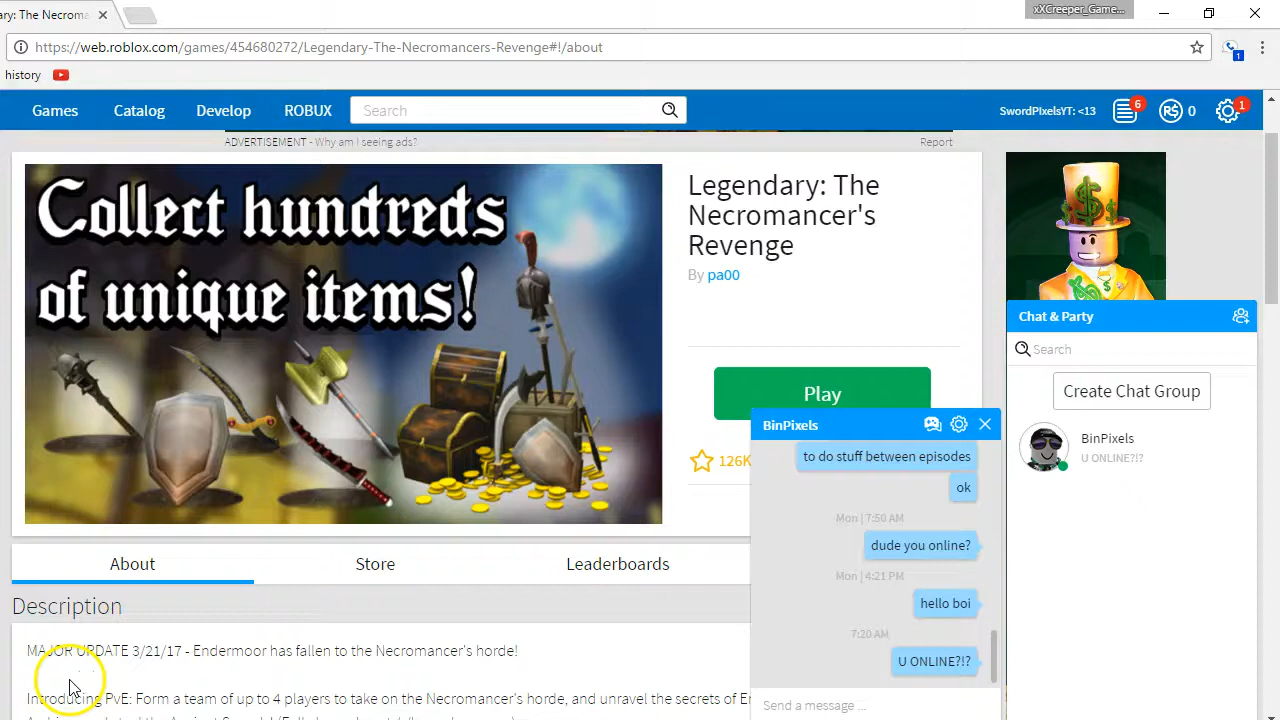 ary: The Necroma
xXCreeper_Game...
https://web.roblox.com/games/454680272/Legendary-The-Necromancers-Revenge#!/about
1
history
Games
Catalog
Develop
ROBUX
Search
SwordPIxelsYT: <13
6
0
1
ADVERTISEMENT - Why am I seeing ads?
Report
Collect hundreds
of unique items!
Legendary: The
Necromancer's
Revenge
By pa00
Play
126K
About
Store
Leaderboards
Description
MAJOR UPDATE 3/21/17 - Endermoor has fallen to the Necromancer's horde!
Introducing PvE: Form a team of up to 4 players to take on the Necromancer's horde, and unravel the secrets of
BinPixels
to do stuff between episodes
ok
Mon | 7:50 AM
dude you online?
Mon | 4:21 PM
hello boi
7:20 AM
U ONLINE?!?
Send a message ...
Chat & Party
Search
Create Chat Group
BinPixels
U ONLINE?!?